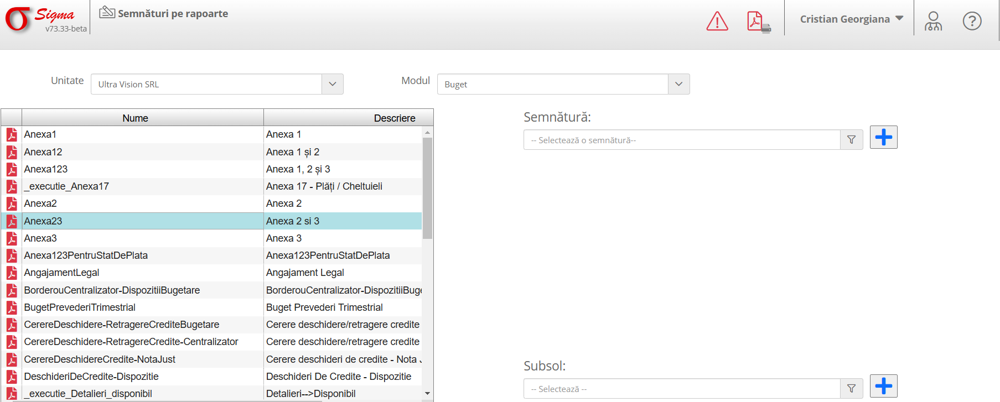 σ Sigma
v73.33-beta
Semnături pe rapoarte
Cristian Georgiana
?
Unitate
Ultra Vision SRL
Modul
Buget
Nume Descriere
Anexa1 Anexa 1
Anexa12 Anexa 1 și 2
Anexa123 Anexa 1, 2 și 3
_executie_Anexa17 Anexa 17 - Plăți / Cheltuieli
Anexa2 Anexa 2
Anexa23 Anexa 2 si 3
Anexa3 Anexa 3
Anexa123PentruStatDePlata Anexa123PentruStatDePlata
AngajamentLegal Angajament Legal
BorderouCentralizator-DispozitiiBugetare BorderouCentralizator-DispozitiiBuge
BugetPrevederiTrimestrial Buget Prevederi Trimestrial
CerereDeschidere-RetragereCrediteBugetare Cerere deschidere/retragere credite
CerereDeschidere-RetragereCredite-Centralizator Cerere deschidere/retragere credite
CerereDeschidereCredite-NotaJust Cerere deschideri de credite - Nota J
DeschideriDeCredite-Dispozitie Deschideri De Credite - Dispozitie
_executie_Detalieri_disponibil Detalieri-->Disponibil
Semnătură:
-- Selectează o semnătură--
Subsol:
-- Selectează --